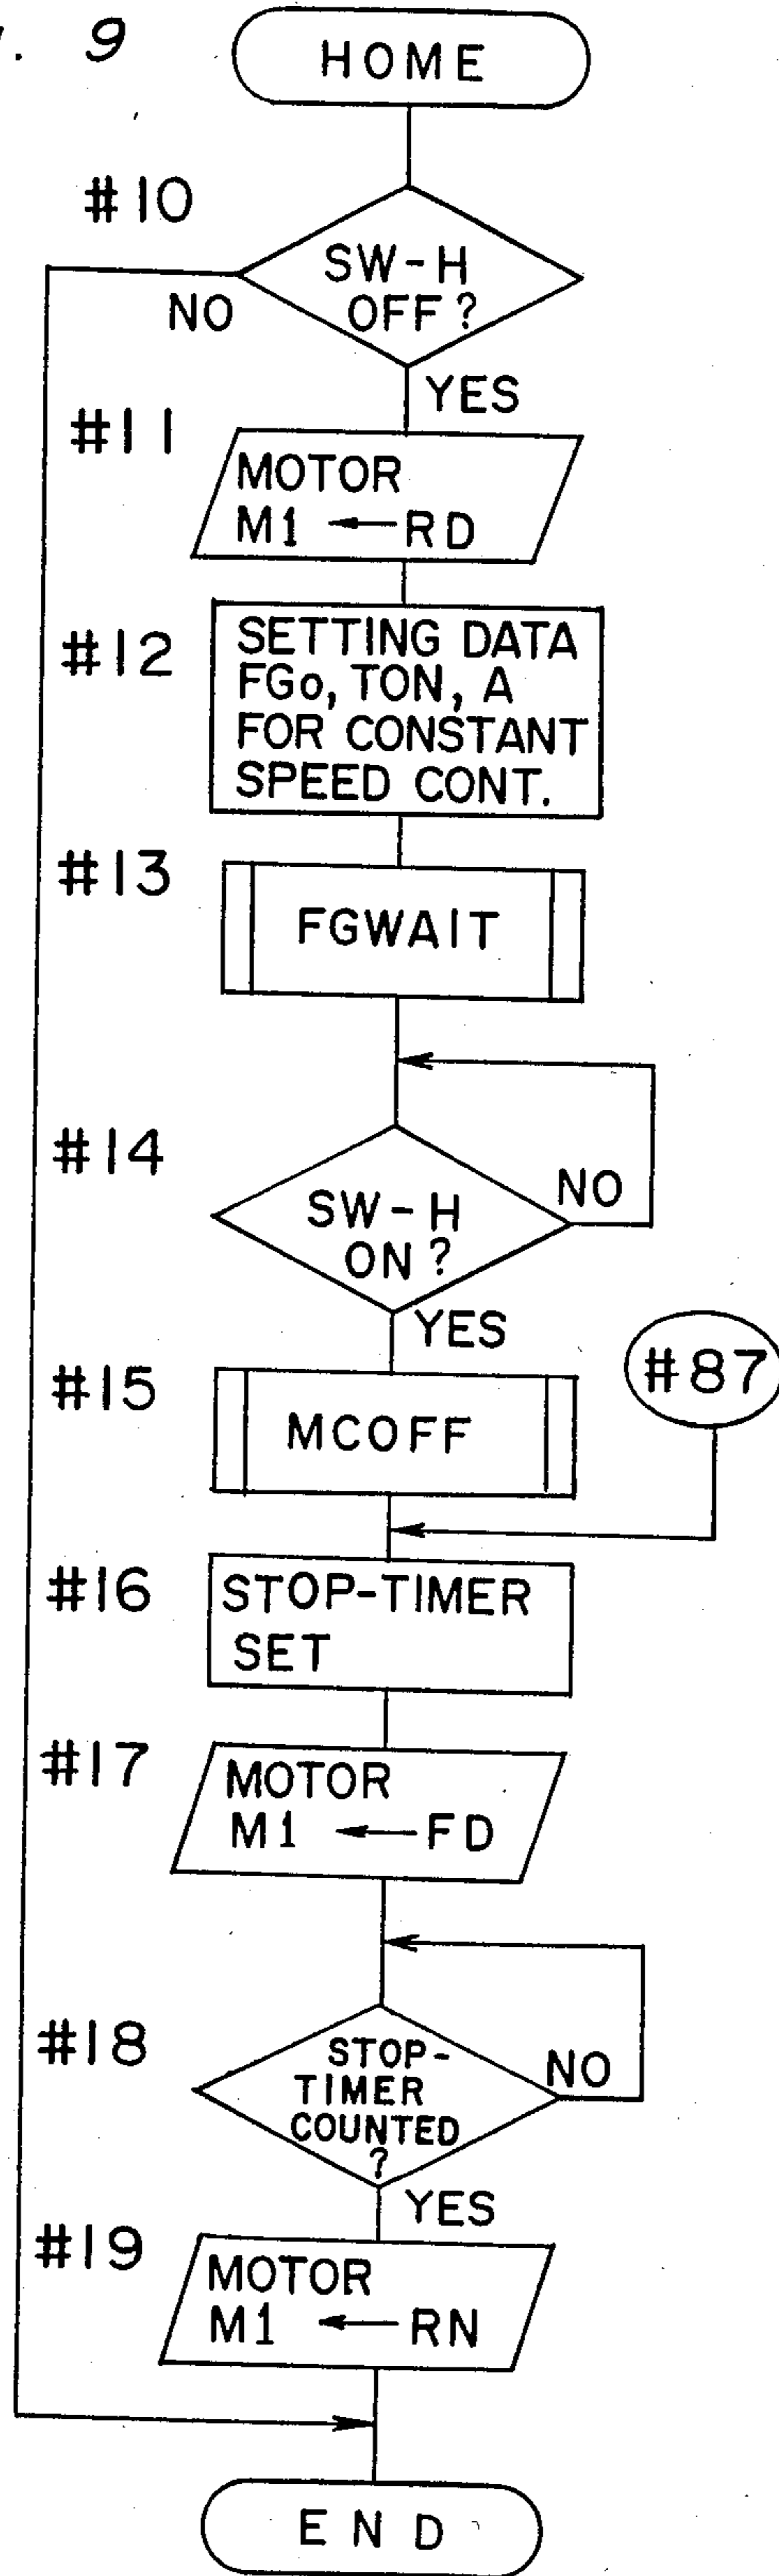 . 9
HOME
#10
SW-H
OFF?
NO
YES
#11
MOTOR
M1 ← RD
#12
SETTING DATA
FGo, TON, A
FOR CONSTANT
SPEED CONT.
#13
FGWAIT
#14
SW-H
ON?
NO
YES
#15
MCOFF
#87
#16
STOP-TIMER
SET
#17
MOTOR
M1 ← FD
#18
STOP-
TIMER
COUNTED
?
NO
YES
#19
MOTOR
M1 ← RN
END